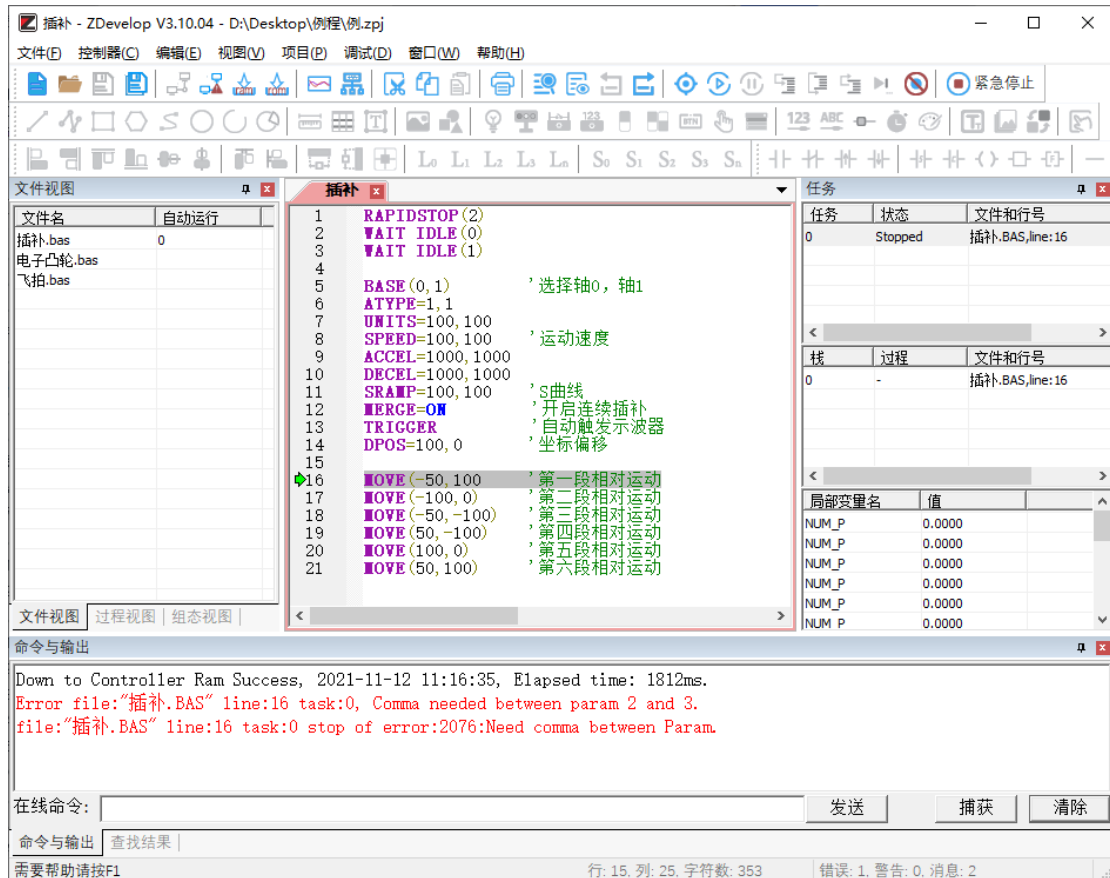 插补 - ZDevelop V3.10.04 - D:\Desktop\例程\例.zpj
文件(F) 控制器(C) 编辑(E) 视图(V) 项目(P) 调试(D) 窗口(W) 帮助(H)
紧急停止
123 ABC
L0 L1 L2 L3 Ln S0 S1 S2 S3 Sn
文件视图
文件名 自动运行
插补.bas 0
电子凸轮.bas
飞拍.bas
文件视图 过程视图 组态视图
插补
1 RAPIDSTOP(2)
2 WAIT IDLE(0)
3 WAIT IDLE(1)
4
5 BASE(0,1) '选择轴0，轴1
6 ATYPE=1,1
7 UNITS=100,100
8 SPEED=100,100 '运动速度
9 ACCEL=1000,1000
10 DECEL=1000,1000
11 SRAMP=100,100 'S曲线
12 MERGE=ON '开启连续插补
13 TRIGGER '自动触发示波器
14 DPOS=100,0 '坐标偏移
15
16 MOVE(-50,100 '第一段相对运动
17 MOVE(-100,0) '第二段相对运动
18 MOVE(-50,-100) '第三段相对运动
19 MOVE(50,-100) '第四段相对运动
20 MOVE(100,0) '第五段相对运动
21 MOVE(50,100) '第六段相对运动
任务
任务 状态 文件和行号
0 Stopped 插补.BAS,line:16
栈 过程 文件和行号
0 - 插补.BAS,line:16
局部变量名 值
NUM_P 0.0000
NUM_P 0.0000
NUM_P 0.0000
NUM_P 0.0000
NUM_P 0.0000
NUM_P 0.0000
命令与输出
Down to Controller Ram Success, 2021-11-12 11:16:35, Elapsed time: 1812ms.
Error file:"插补.BAS" line:16 task:0, Comma needed between param 2 and 3.
file:"插补.BAS" line:16 task:0 stop of error:2076:Need comma between Param.
在线命令: 发送 捕获 清除
命令与输出 查找结果
需要帮助请按F1 行: 15, 列: 25, 字符数: 353 错误: 1, 警告: 0, 消息: 2